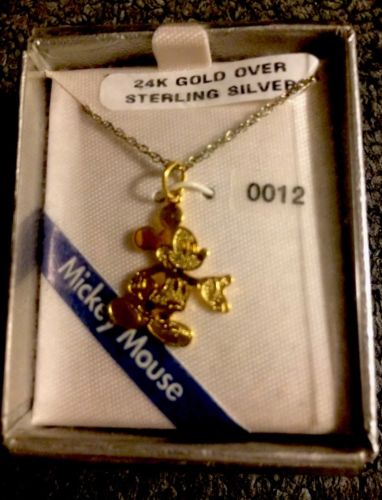 24K GOLD OVER
STERLING SILVER
0012
Mickey Mouse